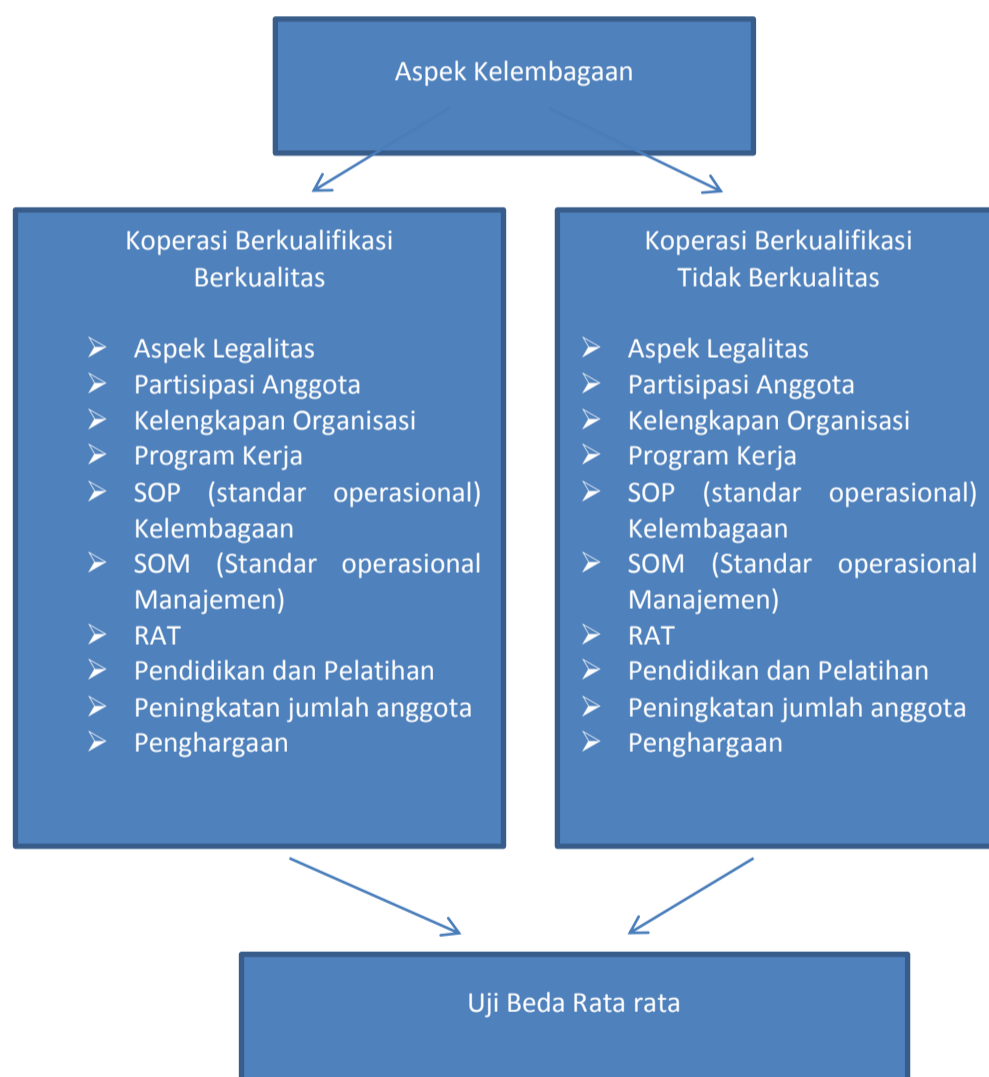 Aspek Kelembagaan
Koperasi Berkualifikasi
Berkualitas
➢ Aspek Legalitas
➢ Partisipasi Anggota
➢ Kelengkapan Organisasi
➢ Program Kerja
➢ SOP (standar operasional)
Kelembagaan
➢ SOM (Standar operasional
Manajemen)
➢ RAT
➢ Pendidikan dan Pelatihan
➢ Peningkatan jumlah anggota
➢ Penghargaan
Koperasi Berkualifikasi
Tidak Berkualitas
➢ Aspek Legalitas
➢ Partisipasi Anggota
➢ Kelengkapan Organisasi
➢ Program Kerja
➢ SOP (standar operasional)
Kelembagaan
➢ SOM (Standar operasional
Manajemen)
➢ RAT
➢ Pendidikan dan Pelatihan
➢ Peningkatan jumlah anggota
➢ Penghargaan
Uji Beda Rata rata